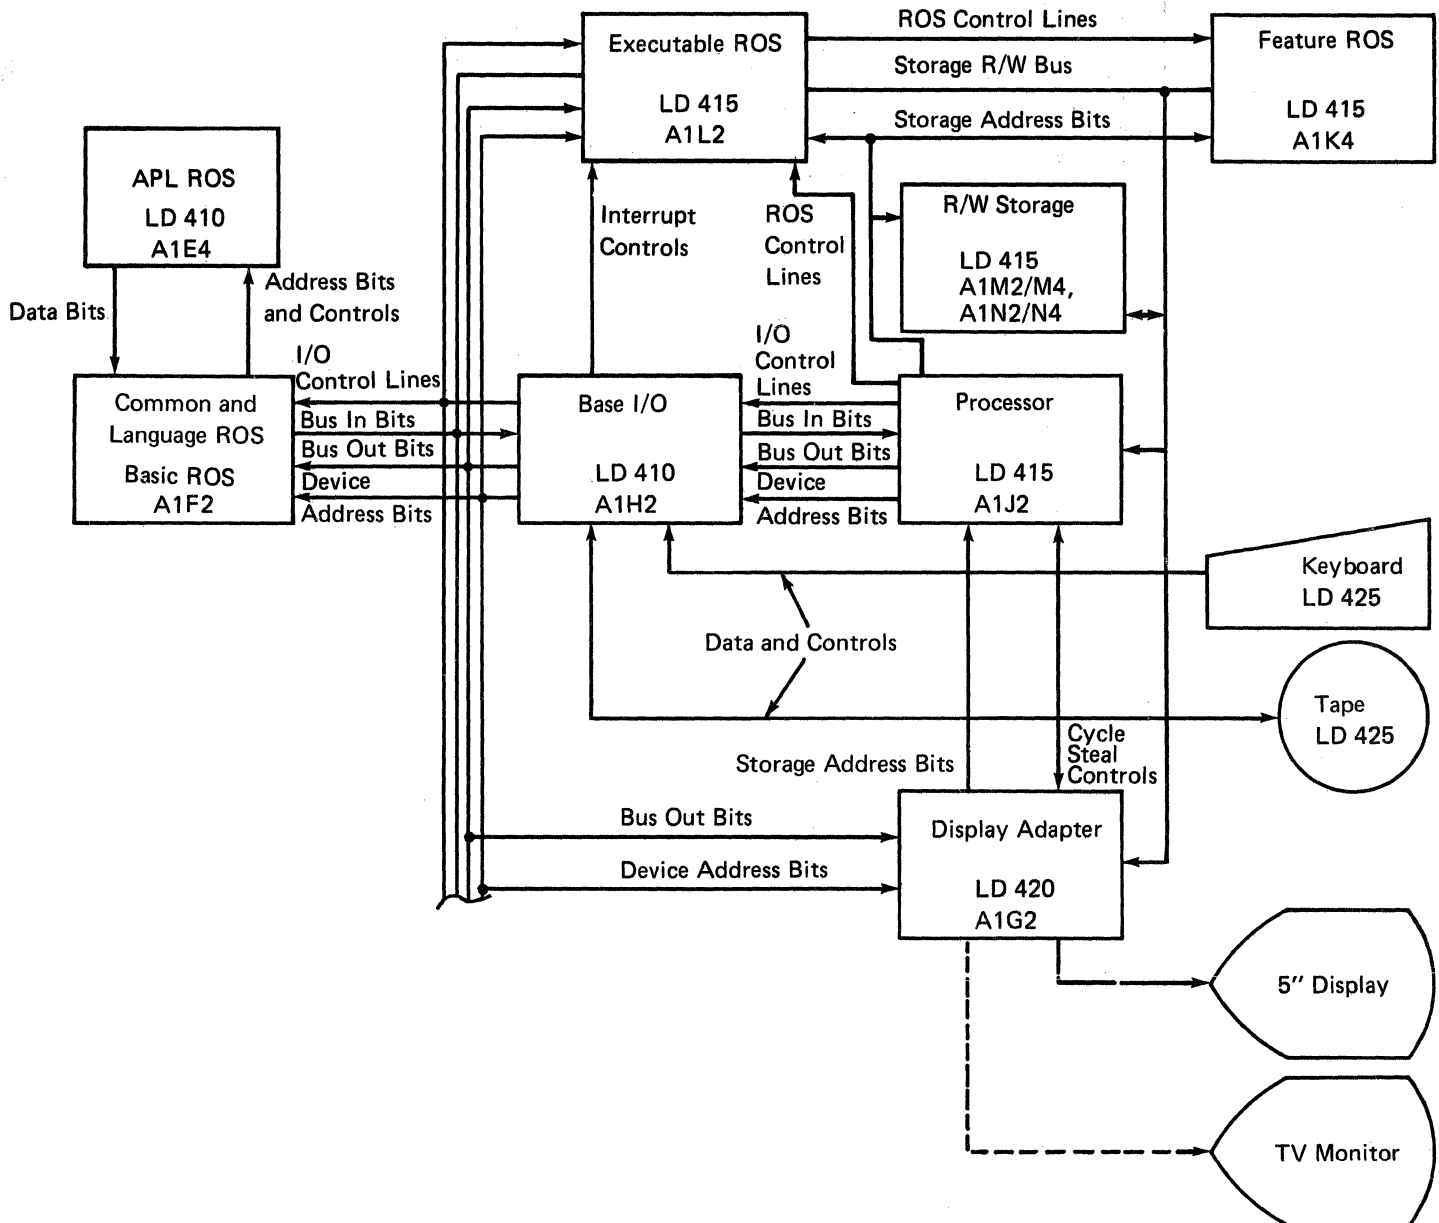 Executable ROS
LD 415
A1L2
ROS Control Lines
Storage R/W Bus
Storage Address Bits
Feature ROS
LD 415
A1K4
APL ROS
LD 410
A1E4
Data Bits
Address Bits
and Controls
Interrupt
Controls
ROS
Control
Lines
R/W Storage
LD 415
A1M2/M4,
A1N2/N4
I/O
Control Lines
Bus In Bits
Bus Out Bits
Device
Address Bits
Common and
Language ROS
Basic ROS
A1F2
Base I/O
LD 410
A1H2
I/O
Control
Lines
Bus In Bits
Bus Out Bits
Device
Address Bits
Processor
LD 415
A1J2
Keyboard
LD 425
Data and Controls
Tape
LD 425
Storage Address Bits
Cycle
Steal
Controls
Bus Out Bits
Device Address Bits
Display Adapter
LD 420
A1G2
5" Display
TV Monitor